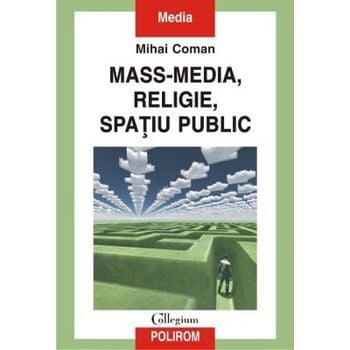 Media
Mihai Coman
MASS-MEDIA,
RELIGIE,
SPAŢIU PUBLIC
Collegium
POLIROM